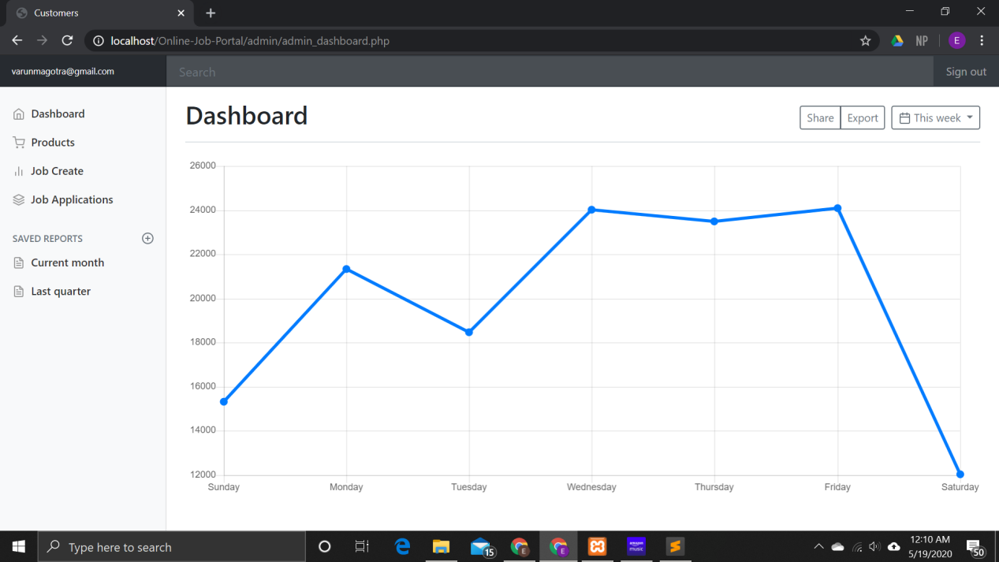 Customers
localhost/Online-Job-Portal/admin/admin_dashboard.php
NP
E
varunmagotra@gmail.com
Search
Sign out
Dashboard
Products
Job Create
Job Applications
SAVED REPORTS
Current month
Last quarter
Dashboard
Share
Export
This week
26000
24000
22000
20000
18000
16000
14000
12000
Sunday
Monday
Tuesday
Wednesday
Thursday
Friday
Saturday
Type here to search
15
E
E
amazon music
12:10 AM
5/19/2020
50